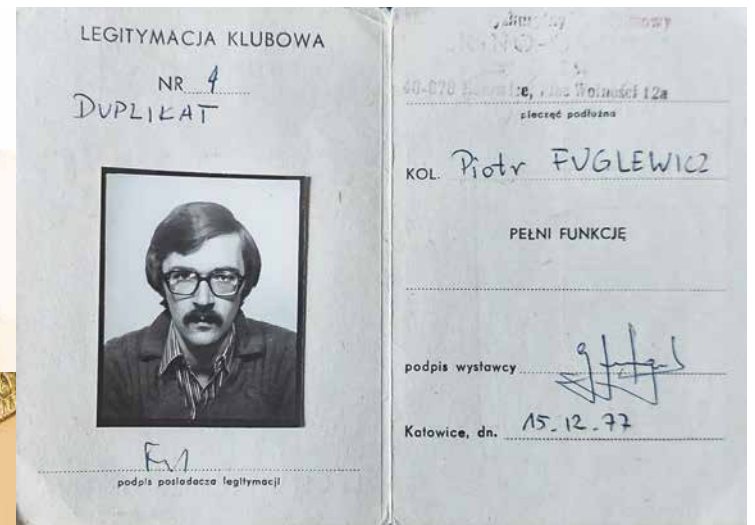 LEGITYMACJA KLUBOWA
NR 1
DUPLIKAT
podpis posiadacza legitymacji
Wolności 12a
pieczęć podłużna
KOL. Piotr FUGLEWICZ
PEŁNI FUNKCJĘ
podpis wystawcy
Katowice, dn. 15.12.77